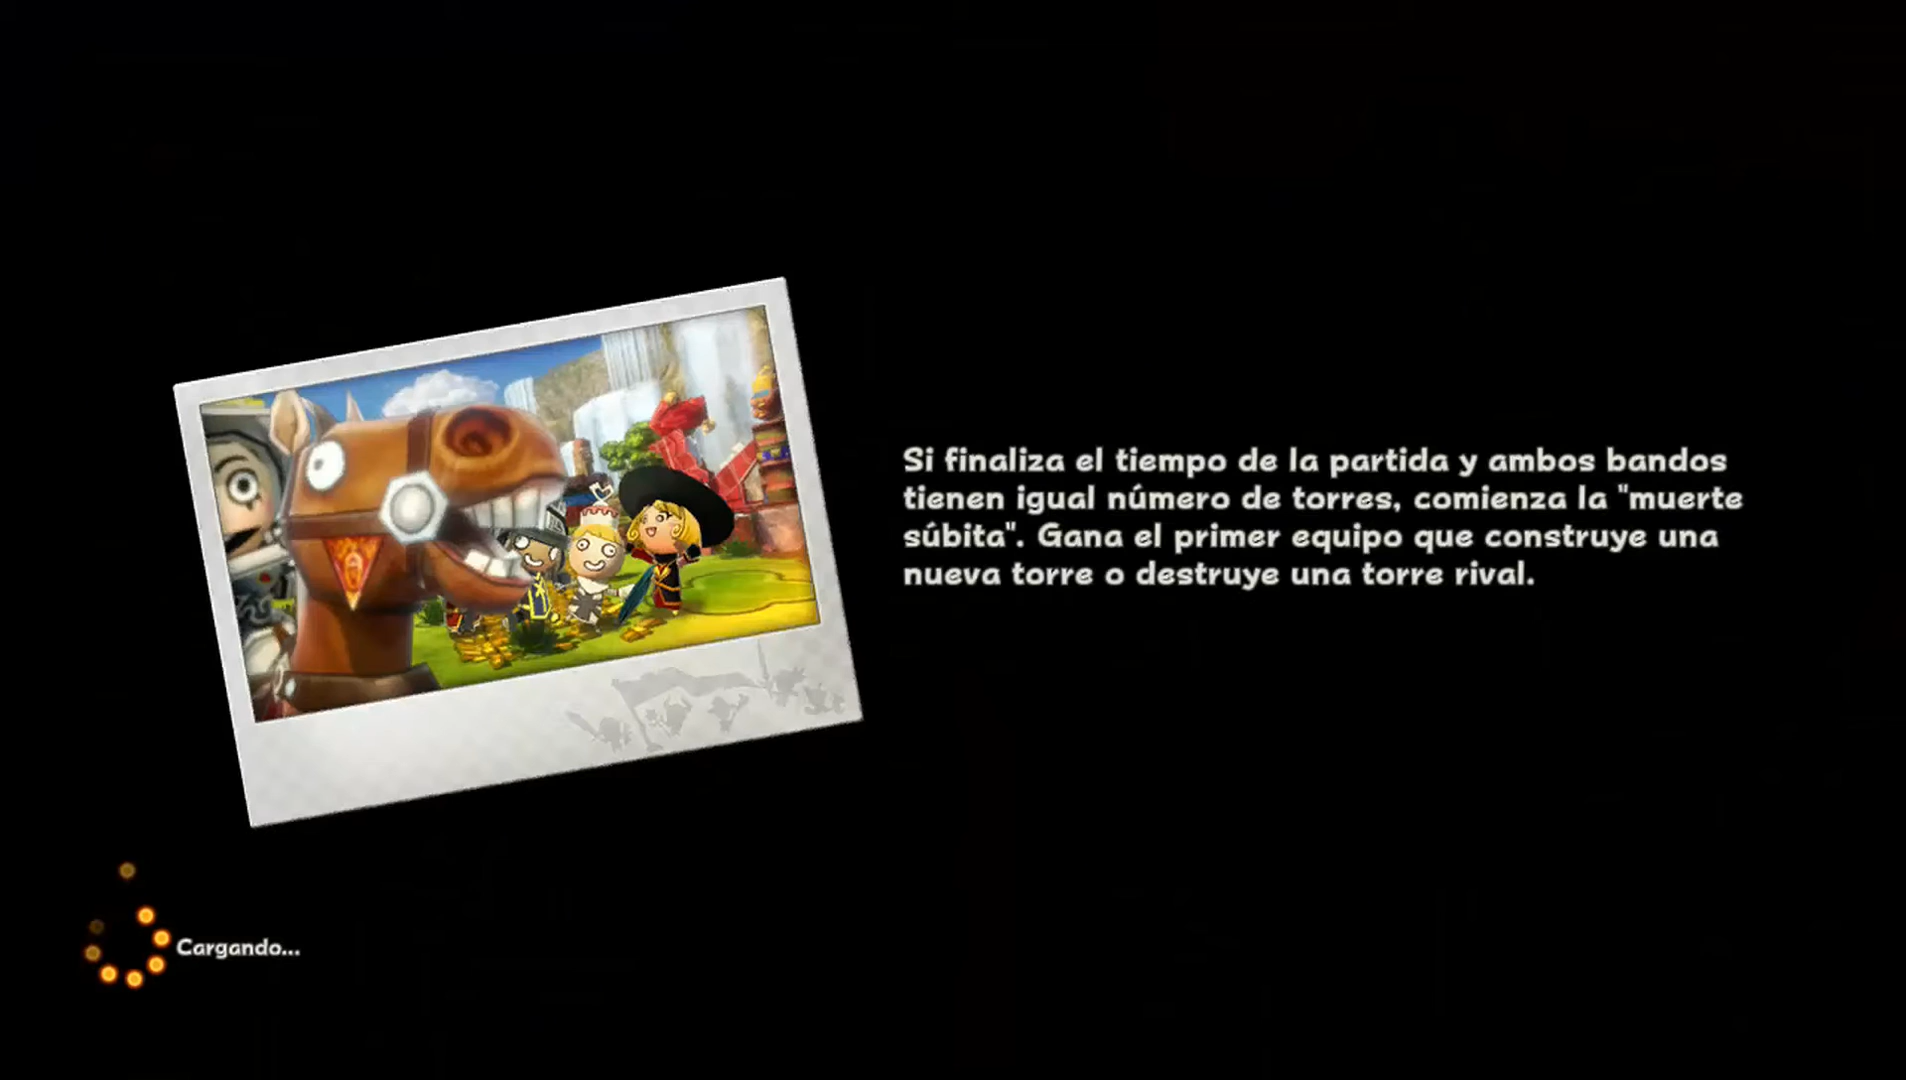 Si finaliza el tiempo de la partida y ambos bandos
tienen igual número de torres, comienza la "muerte
súbita". Gana el primer equipo que construye una
nueva torre o destruye una torre rival.
Cargando...